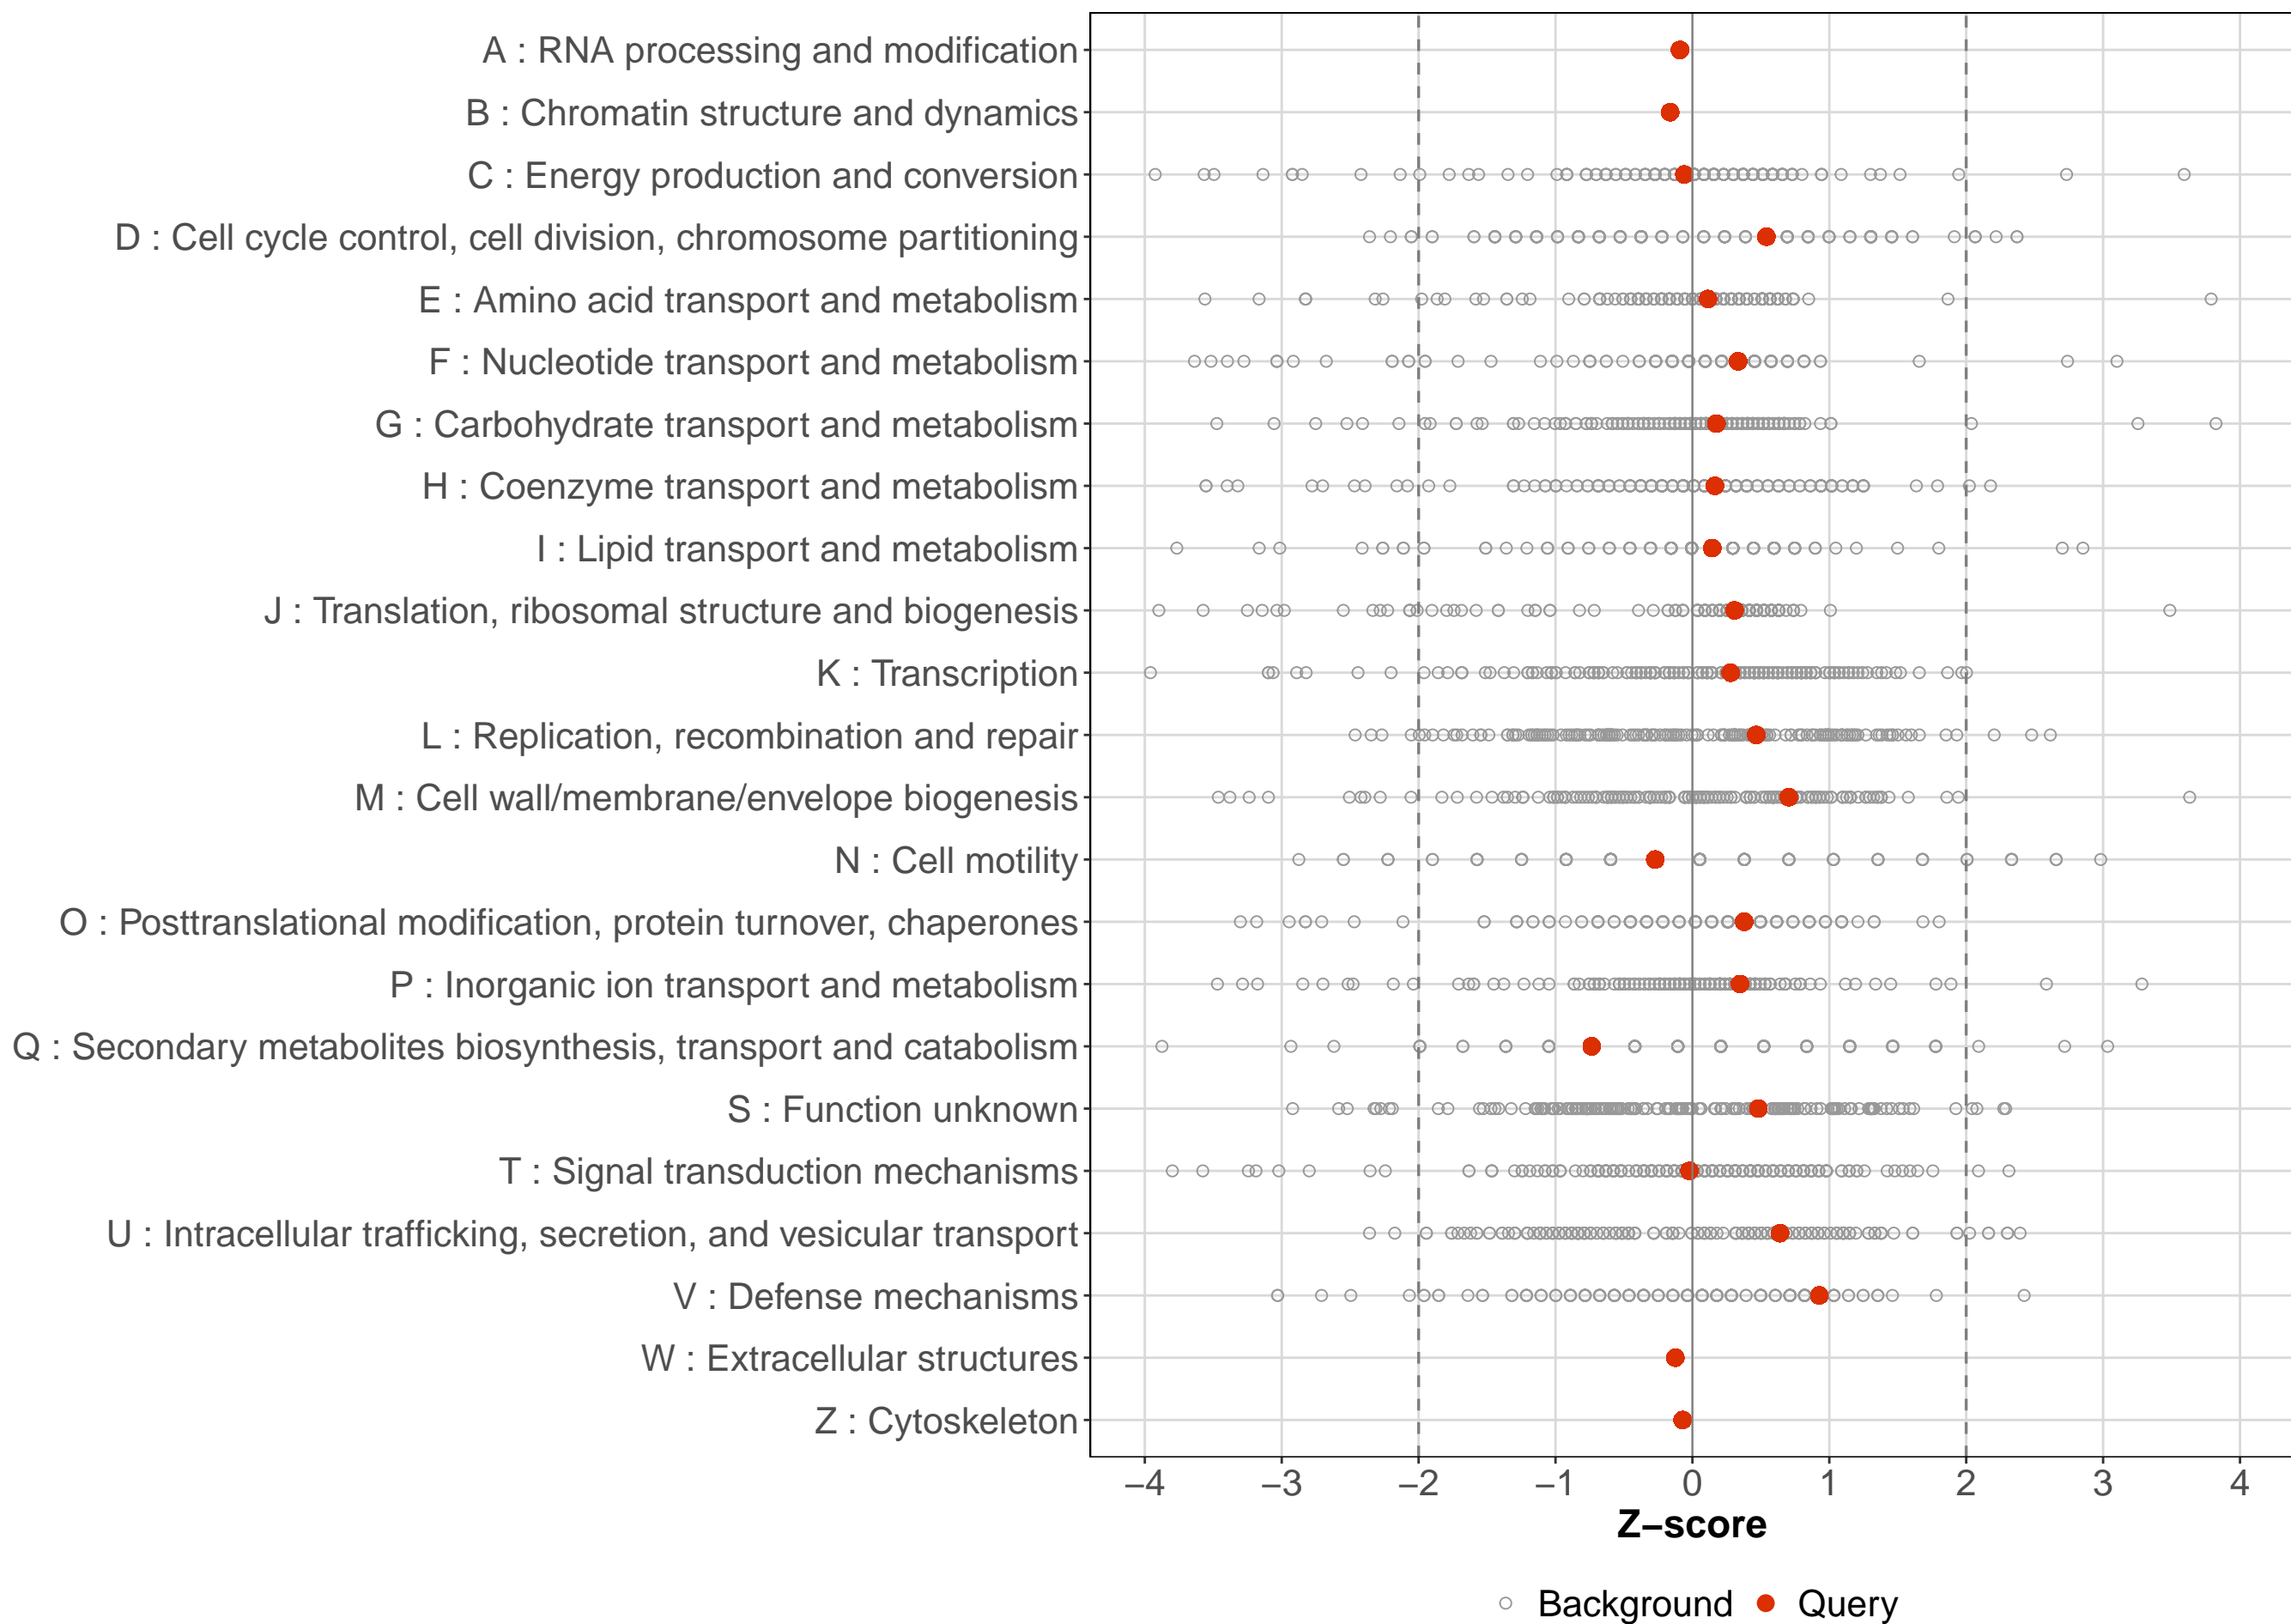 A : RNA processing and modification
B : Chromatin structure and dynamics
C : Energy production and conversion
D : Cell cycle control, cell division, chromosome partitioning
E : Amino acid transport and metabolism
F : Nucleotide transport and metabolism
G : Carbohydrate transport and metabolism
H : Coenzyme transport and metabolism
I : Lipid transport and metabolism
J : Translation, ribosomal structure and biogenesis
K : Transcription
L : Replication, recombination and repair
M : Cell wall/membrane/envelope biogenesis
N : Cell motility
O : Posttranslational modification, protein turnover, chaperones
P : Inorganic ion transport and metabolism
Q : Secondary metabolites biosynthesis, transport and catabolism
S : Function unknown
T : Signal transduction mechanisms
U : Intracellular trafficking, secretion, and vesicular transport
V : Defense mechanisms
W : Extracellular structures
Z : Cytoskeleton
−4 −3 −2 −1 0 1 2 3 4
Z−score
Background Query